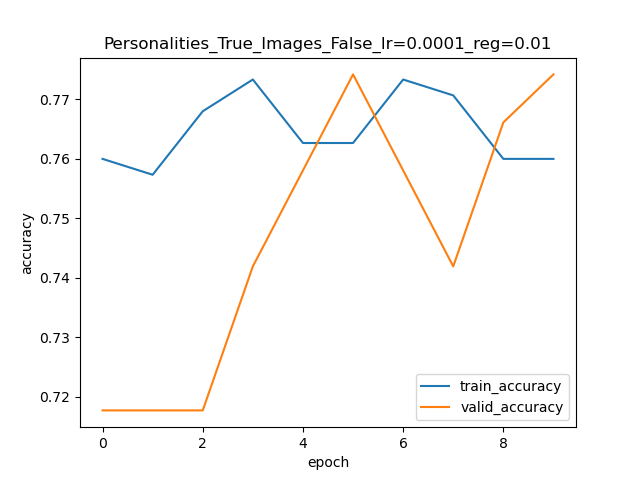 Personalities_True_Images_False_lr=0.0001_reg=0.01
0.77
0.76
0.75
0.74
0.73
0.72
accuracy
train_accuracy
valid_accuracy
0 2 4 6 8
epoch